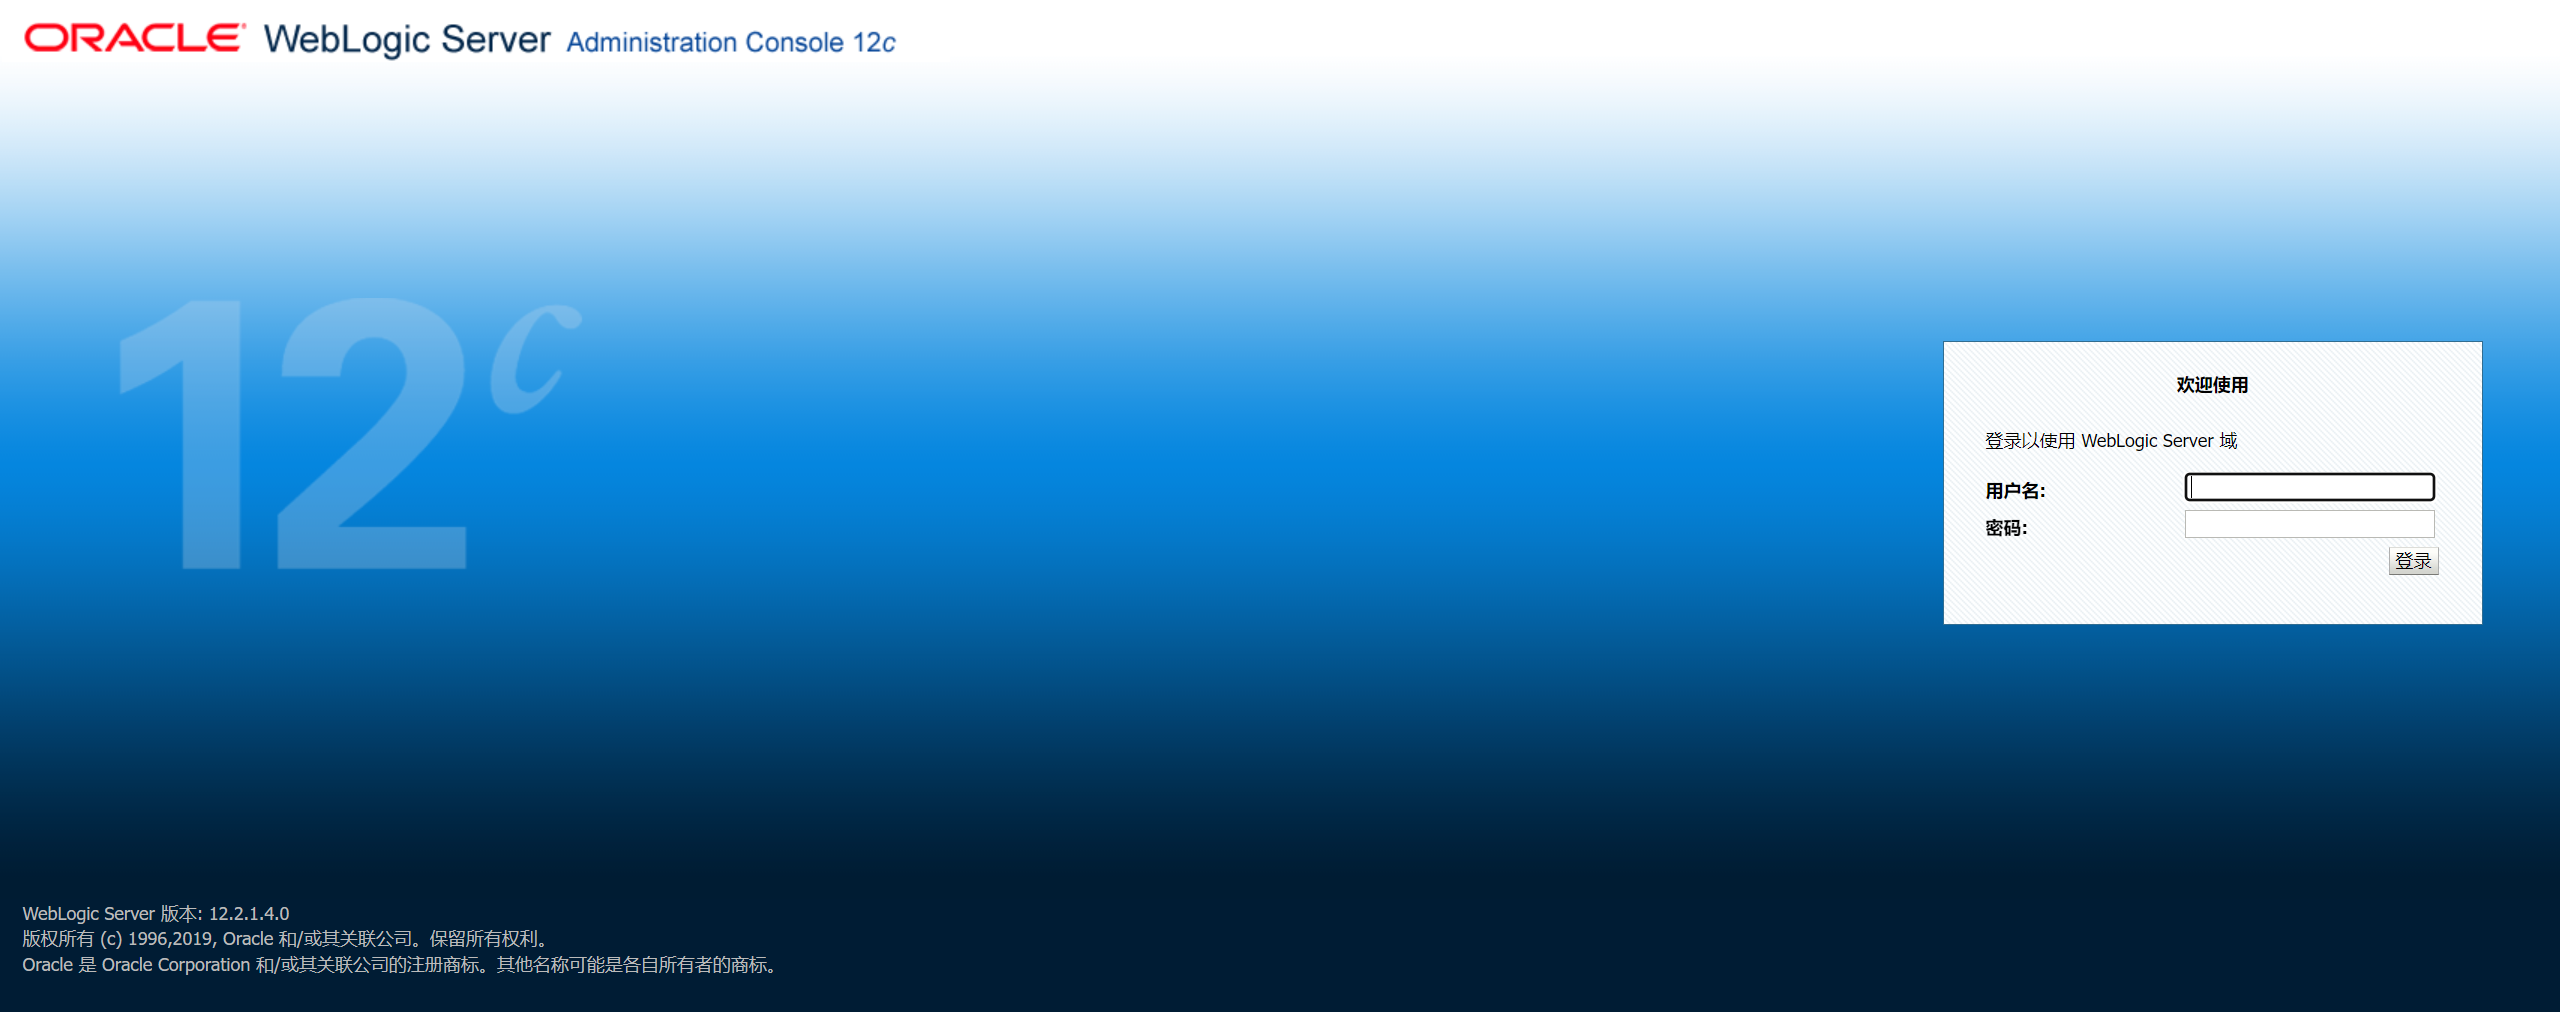 ORACLE® WebLogic Server Administration Console 12c
12c
欢迎使用
登录以使用 WebLogic Server 域
用户名:
密码:
登录
WebLogic Server 版本: 12.2.1.4.0
版权所有 (c) 1996,2019, Oracle 和/或其关联公司。保留所有权利。
Oracle 是 Oracle Corporation 和/或其关联公司的注册商标。其他名称可能是各自所有者的商标。